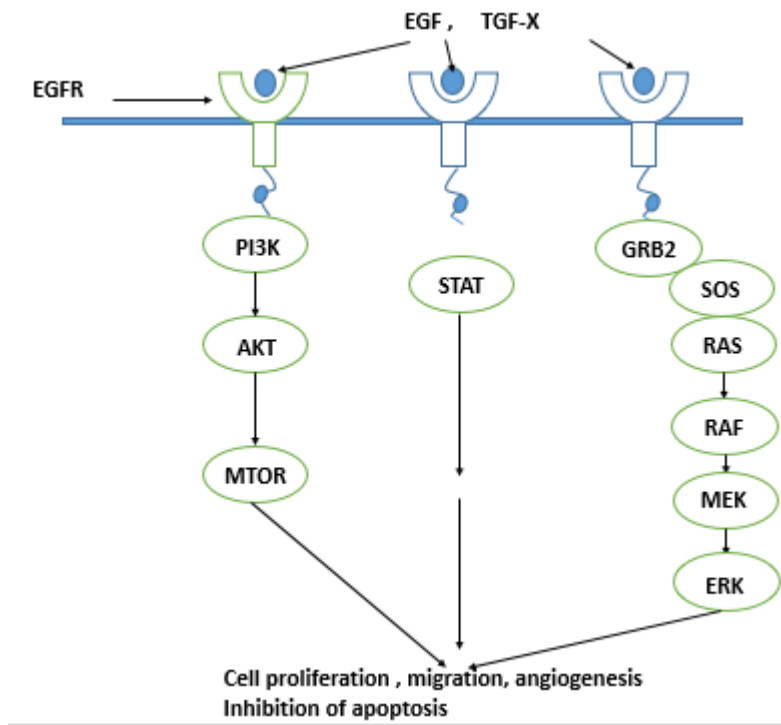 EGF , TGF-X
EGFR
PI3K
GRB2
STAT
SOS
AKT
RAS
RAF
MTOR
MEK
ERK
Cell proliferation , migration, angiogenesis
Inhibition of apoptosis